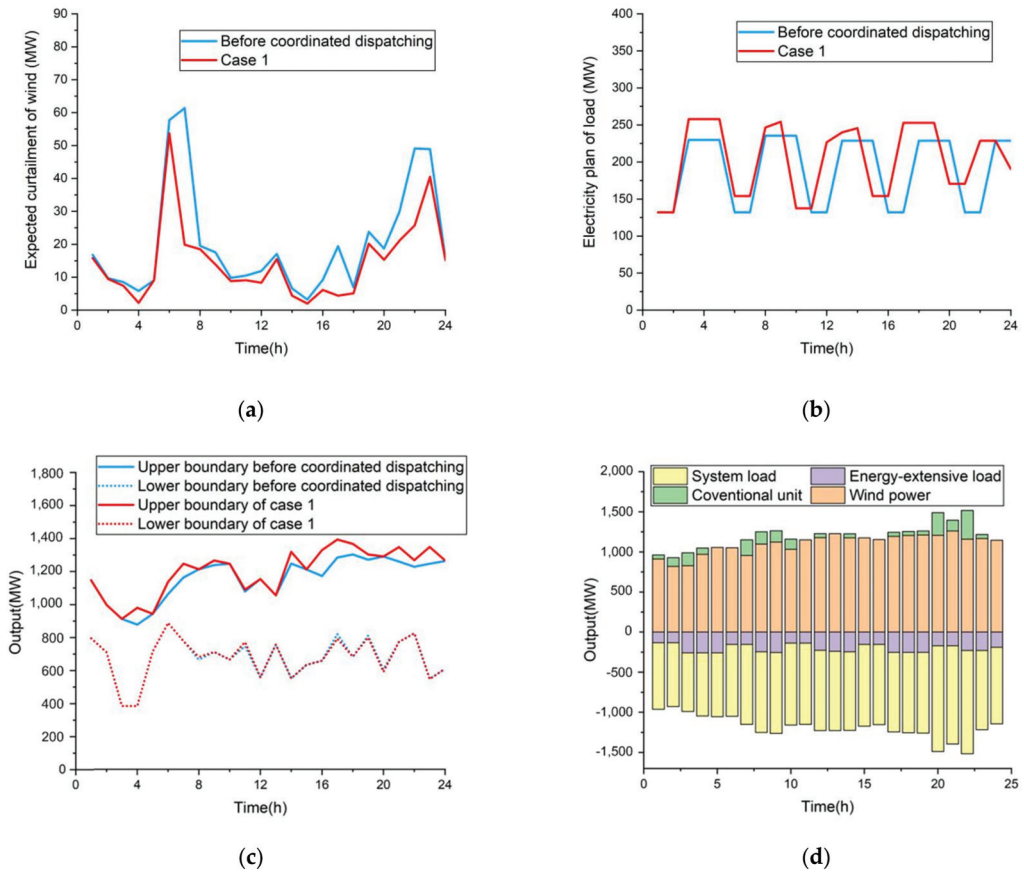 90
80
70
60
50
40
30
20
10
0
Expected curtailment of wind (MW)
Before coordinated dispatching
Case 1
0 4 8 12 16 20 24
Time(h)
(a)
400
350
300
250
200
150
100
50
0
Electricity plan of load (MW)
Before coordinated dispatching
Case 1
0 4 8 12 16 20 24
Time(h)
(b)
Upper boundary before coordinated dispatching
Lower boundary before coordinated dispatching
Upper boundary of case 1
Lower boundary of case 1
1,800
1,600
1,400
1,200
1,000
800
600
400
200
0
Output(MW)
0 4 8 12 16 20 24
Time(h)
(c)
System load Energy-extensive load
Coventional unit Wind power
2,000
1,500
1,000
500
0
-500
-1,000
-1,500
Output(MW)
0 5 10 15 20 25
Time(h)
(d)